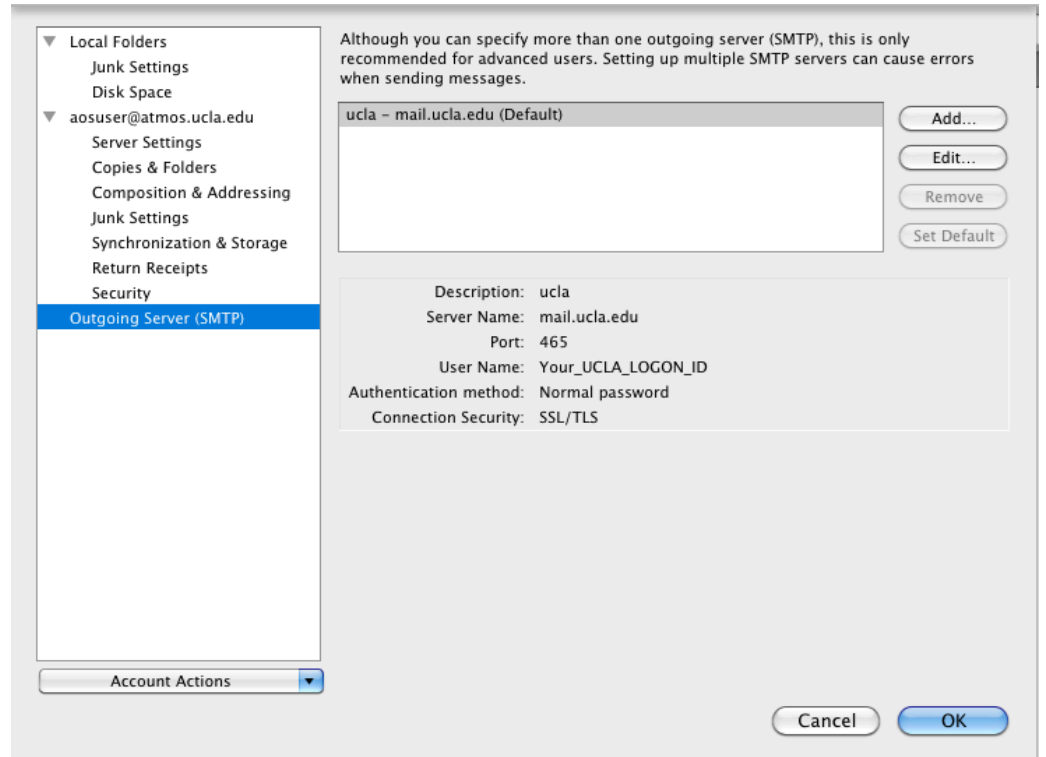 Local Folders
Junk Settings
Disk Space
aosuser@atmos.ucla.edu
Server Settings
Copies & Folders
Composition & Addressing
Junk Settings
Synchronization & Storage
Return Receipts
Security
Outgoing Server (SMTP)
Account Actions
Although you can specify more than one outgoing server (SMTP), this is only
recommended for advanced users. Setting up multiple SMTP servers can cause errors
when sending messages.
ucla – mail.ucla.edu (Default)
Add...
Edit...
Remove
Set Default
Description: ucla
Server Name: mail.ucla.edu
Port: 465
User Name: Your_UCLA_LOGON_ID
Authentication method: Normal password
Connection Security: SSL/TLS
Cancel
OK